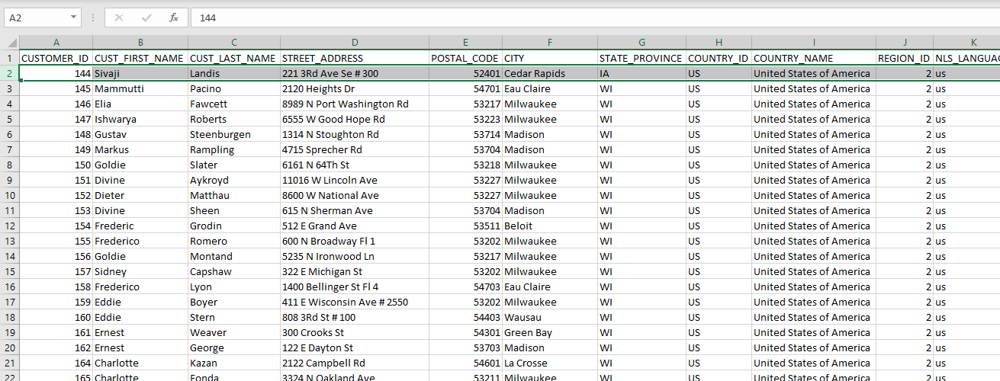 A2 fx 144
A B C D E F G H I J K
1 CUSTOMER_ID CUST_FIRST_NAME CUST_LAST_NAME STREET_ADDRESS POSTAL_CODE CITY STATE_PROVINCE COUNTRY_ID COUNTRY_NAME REGION_ID NLS_LANGUAG
2 144 Sivaji Landis 221 3Rd Ave Se # 300 52401 Cedar Rapids IA US United States of America 2 us
3 145 Mammutti Pacino 2120 Heights Dr 54701 Eau Claire WI US United States of America 2 us
4 146 Elia Fawcett 8989 N Port Washington Rd 53217 Milwaukee WI US United States of America 2 us
5 147 Ishwarya Roberts 6555 W Good Hope Rd 53223 Milwaukee WI US United States of America 2 us
6 148 Gustav Steenburgen 1314 N Stoughton Rd 53714 Madison WI US United States of America 2 us
7 149 Markus Rampling 4715 Sprecher Rd 53704 Madison WI US United States of America 2 us
8 150 Goldie Slater 6161 N 64Th St 53218 Milwaukee WI US United States of America 2 us
9 151 Divine Aykroyd 11016 W Lincoln Ave 53227 Milwaukee WI US United States of America 2 us
10 152 Dieter Matthau 8600 W National Ave 53227 Milwaukee WI US United States of America 2 us
11 153 Divine Sheen 615 N Sherman Ave 53704 Madison WI US United States of America 2 us
12 154 Frederic Grodin 512 E Grand Ave 53511 Beloit WI US United States of America 2 us
13 155 Frederico Romero 600 N Broadway Fl 1 53202 Milwaukee WI US United States of America 2 us
14 156 Goldie Montand 5235 N Ironwood Ln 53217 Milwaukee WI US United States of America 2 us
15 157 Sidney Capshaw 322 E Michigan St 53202 Milwaukee WI US United States of America 2 us
16 158 Frederico Lyon 1400 Bellinger St Fl 4 54703 Eau Claire WI US United States of America 2 us
17 159 Eddie Boyer 411 E Wisconsin Ave # 2550 53202 Milwaukee WI US United States of America 2 us
18 160 Eddie Stern 808 3Rd St # 100 54403 Wausau WI US United States of America 2 us
19 161 Ernest Weaver 300 Crooks St 54301 Green Bay WI US United States of America 2 us
20 162 Ernest George 122 E Dayton St 53703 Madison WI US United States of America 2 us
21 164 Charlotte Kazan 2122 Campbell Rd 54601 La Crosse WI US United States of America 2 us
22 165 Charlotte Fonda 3324 N Oakland Ave 53211 Milwaukee WI US United States of America 2 us